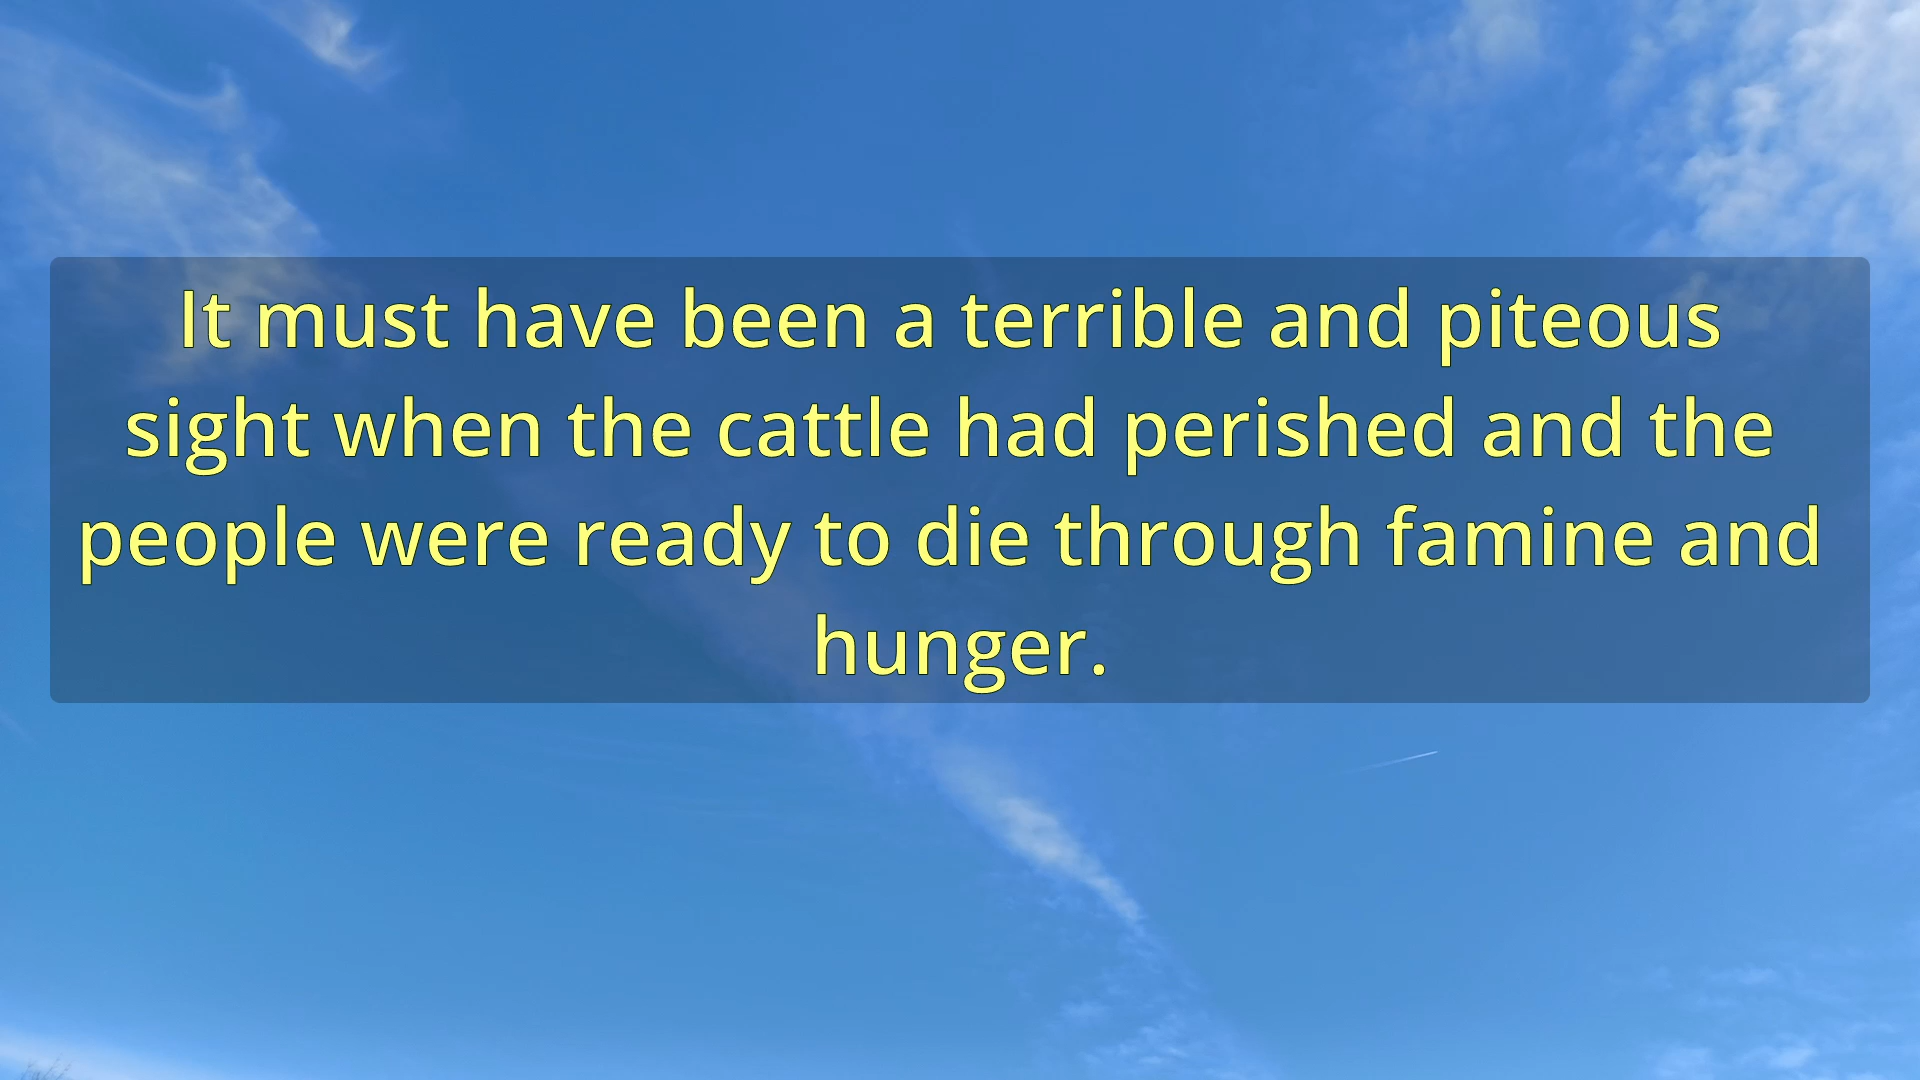 It must have been a terrible and piteous
sight when the cattle had perished and the
people were ready to die through famine and
hunger.